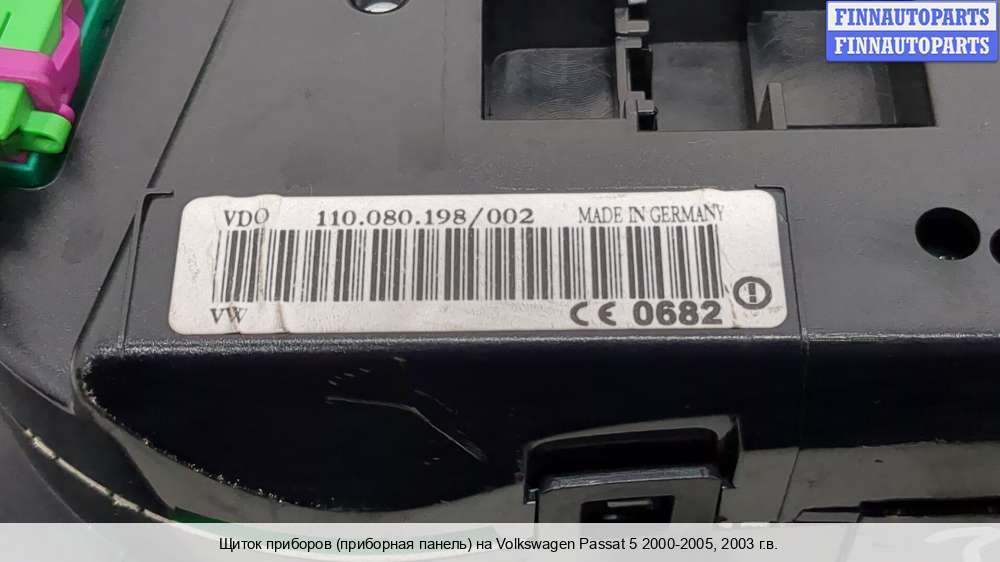 FINNAUTOPARTS
FINNAUTOPARTS
VDO 110.080.198/002 MADE IN GERMANY
VW CE 0682
Щиток приборов (приборная панель) на Volkswagen Passat 5 2000-2005, 2003 г.в.